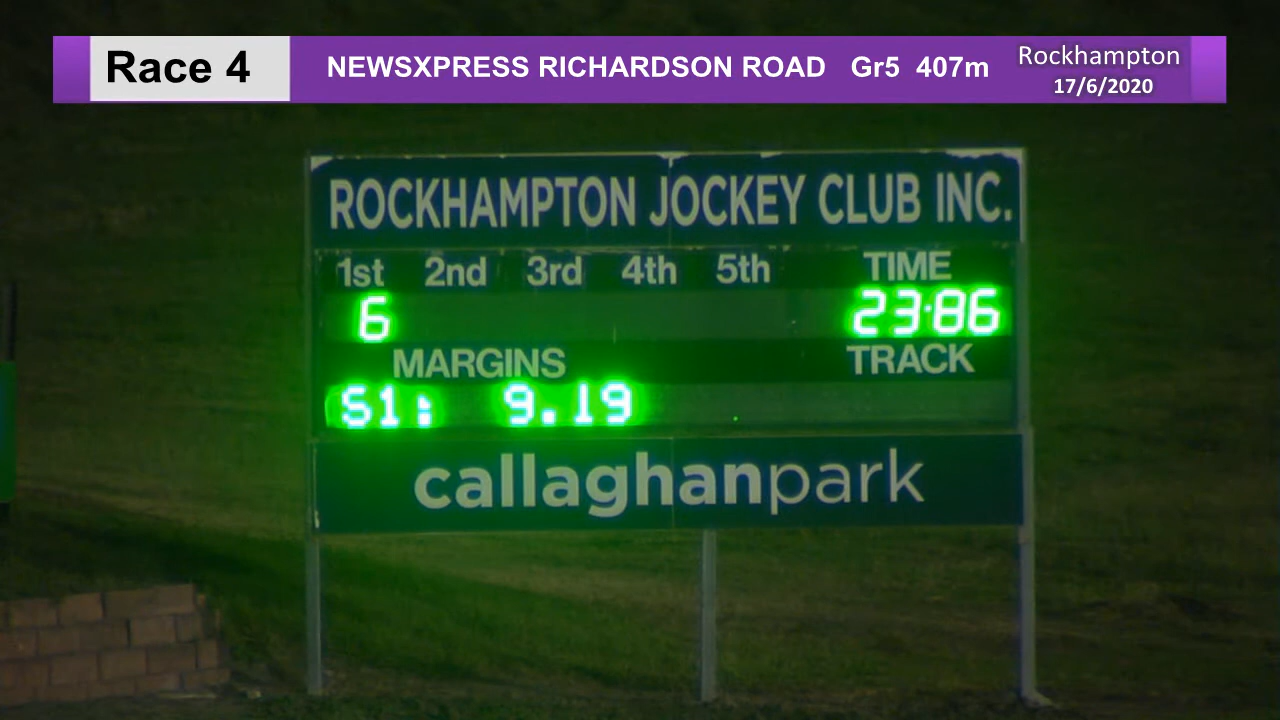 Race 4
NEWSXPRESS RICHARDSON ROAD Gr5 407m
Rockhampton
17/6/2020
ROCKHAMPTON JOCKEY CLUB INC.
1st 2nd 3rd 4th 5th TIME
6 23·86
MARGINS TRACK
S1: 9.19
callaghanpark